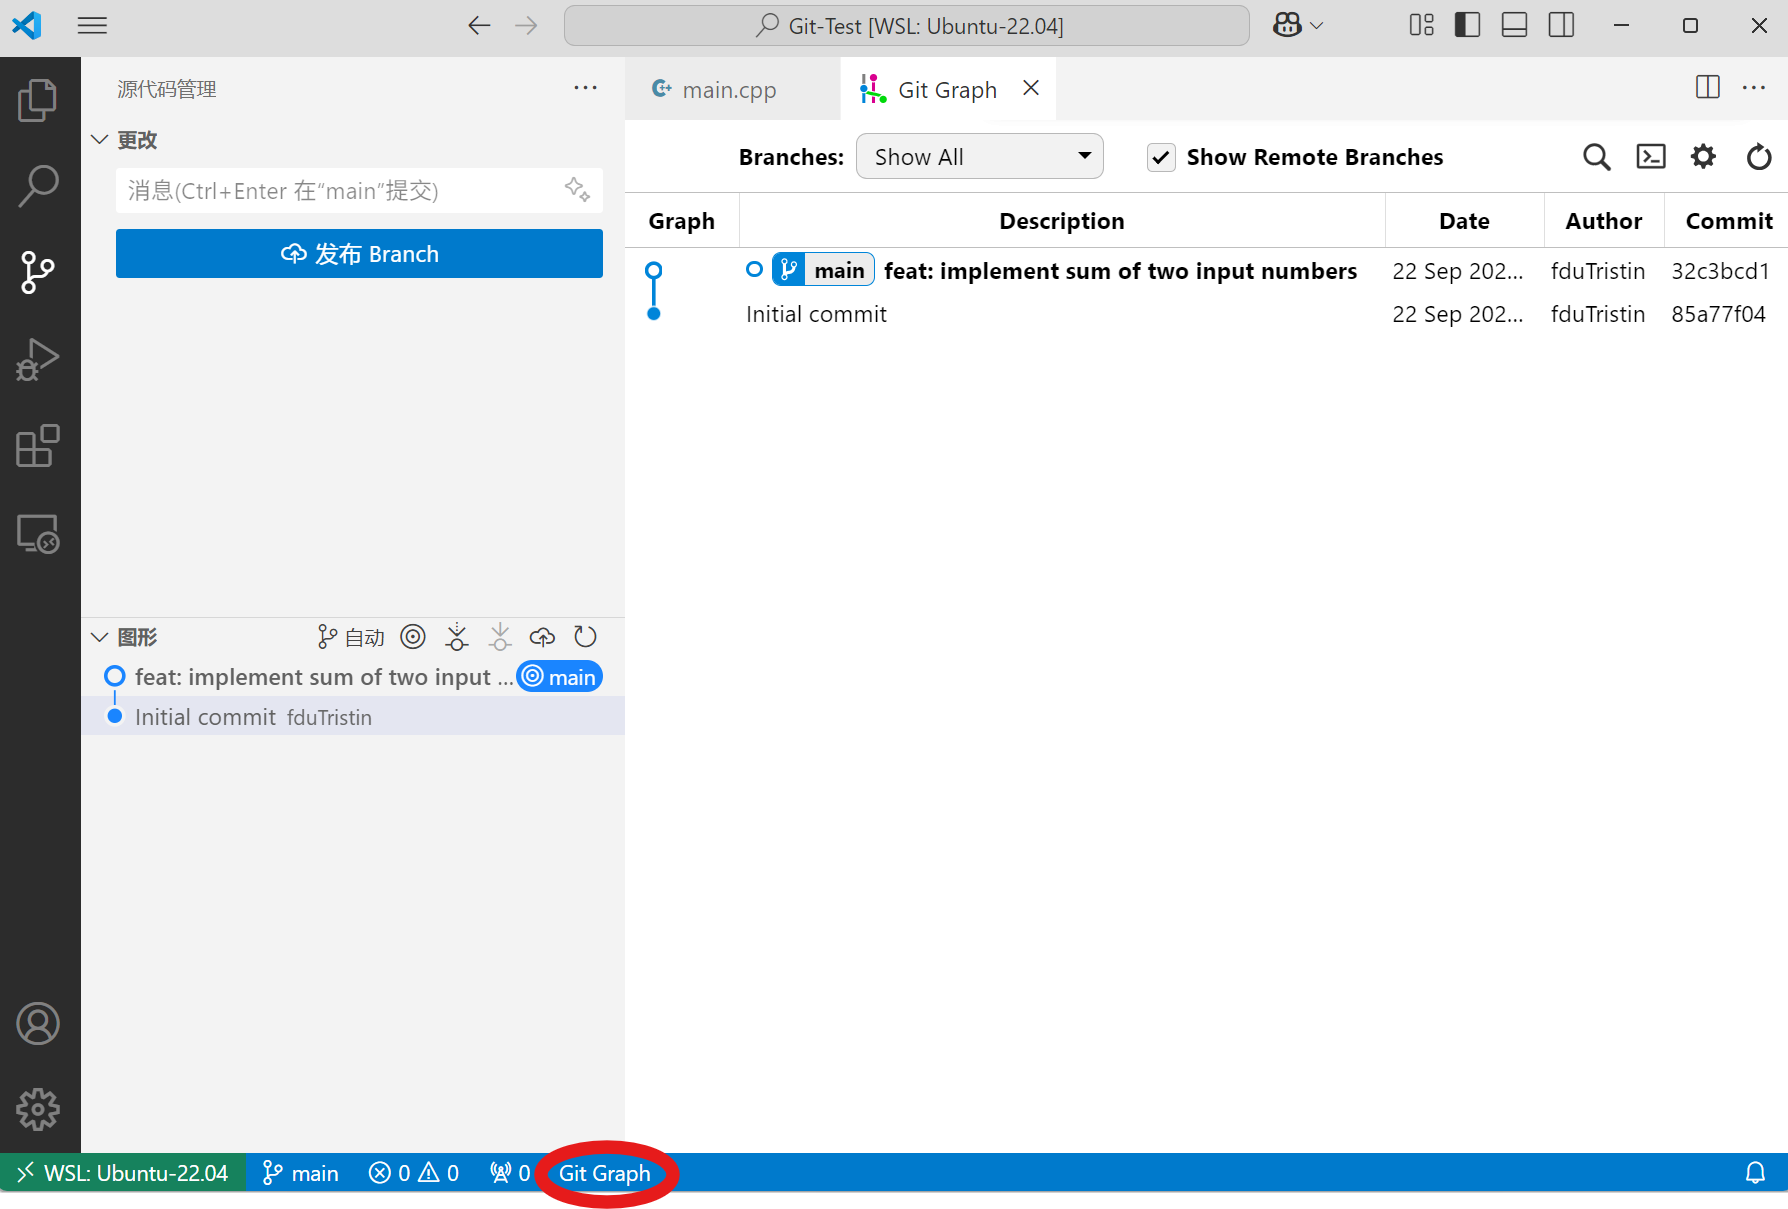 Git-Test [WSL: Ubuntu-22.04]
源代码管理
main.cpp
Git Graph
更改
消息(Ctrl+Enter 在“main”提交)
发布 Branch
Branches:
Show All
Show Remote Branches
Graph
Description
Date
Author
Commit
main
feat: implement sum of two input numbers
22 Sep 202...
fduTristin
32c3bcd1
Initial commit
22 Sep 202...
fduTristin
85a77f04
图形
自动
feat: implement sum of two input ...
main
Initial commit fduTristin
WSL: Ubuntu-22.04
main
0
0
0
Git Graph